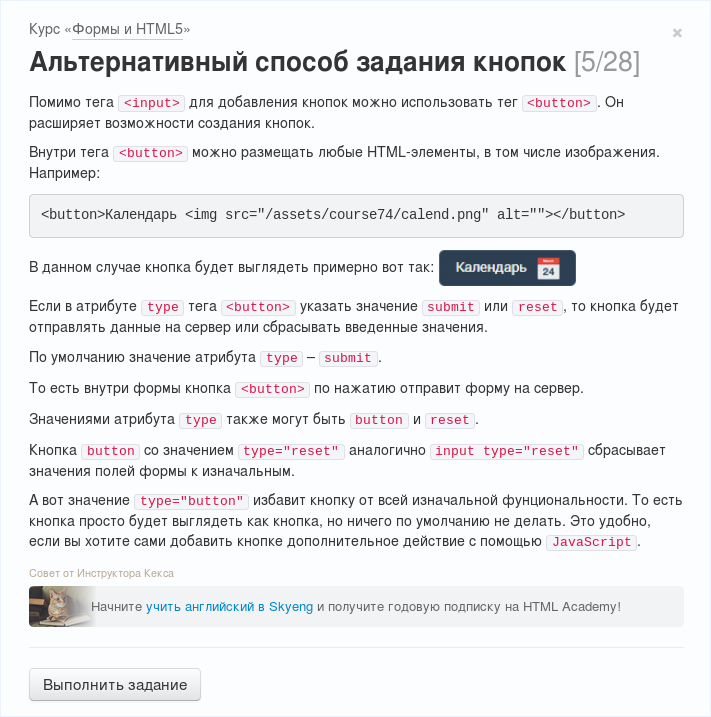 Курс «Формы и HTML5»
×
Альтернативный способ задания кнопок [5/28]
Помимо тега <input> для добавления кнопок можно использовать тег <button>. Он
расширяет возможности создания кнопок.
Внутри тега <button> можно размещать любые HTML-элементы, в том числе изображения.
Например:
<button>Календарь <img src="/assets/course74/calend.png" alt=""></button>
В данном случае кнопка будет выглядеть примерно вот так: Календарь March 24
Если в атрибуте type тега <button> указать значение submit или reset, то кнопка будет
отправлять данные на сервер или сбрасывать введенные значения.
По умолчанию значение атрибута type – submit.
То есть внутри формы кнопка <button> по нажатию отправит форму на сервер.
Значениями атрибута type также могут быть button и reset.
Кнопка button со значением type="reset" аналогично input type="reset" сбрасывает
значения полей формы к изначальным.
А вот значение type="button" избавит кнопку от всей изначальной фунциональности. То есть
кнопка просто будет выглядеть как кнопка, но ничего по умолчанию не делать. Это удобно,
если вы хотите сами добавить кнопке дополнительное действие с помощью JavaScript.
Совет от Инструктора Кекса
Начните учить английский в Skyeng и получите годовую подписку на HTML Academy!
Выполнить задание